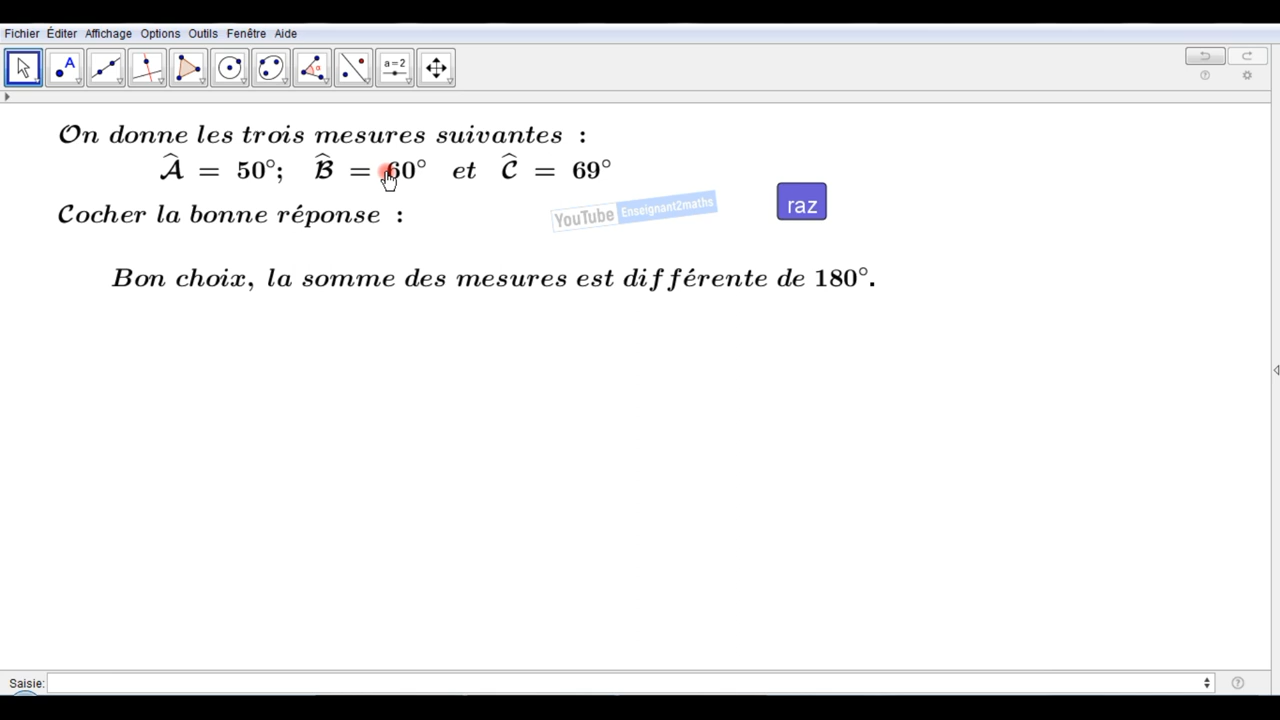 Fichier Éditer Affichage Options Outils Fenêtre Aide
A a=2
On donne les trois mesures suivantes :
Â = 50°; B̂ = 60° et Ĉ = 69°
Cocher la bonne réponse :
YouTube Enseignant2maths
raz
Bon choix, la somme des mesures est différente de 180°.
Saisie: